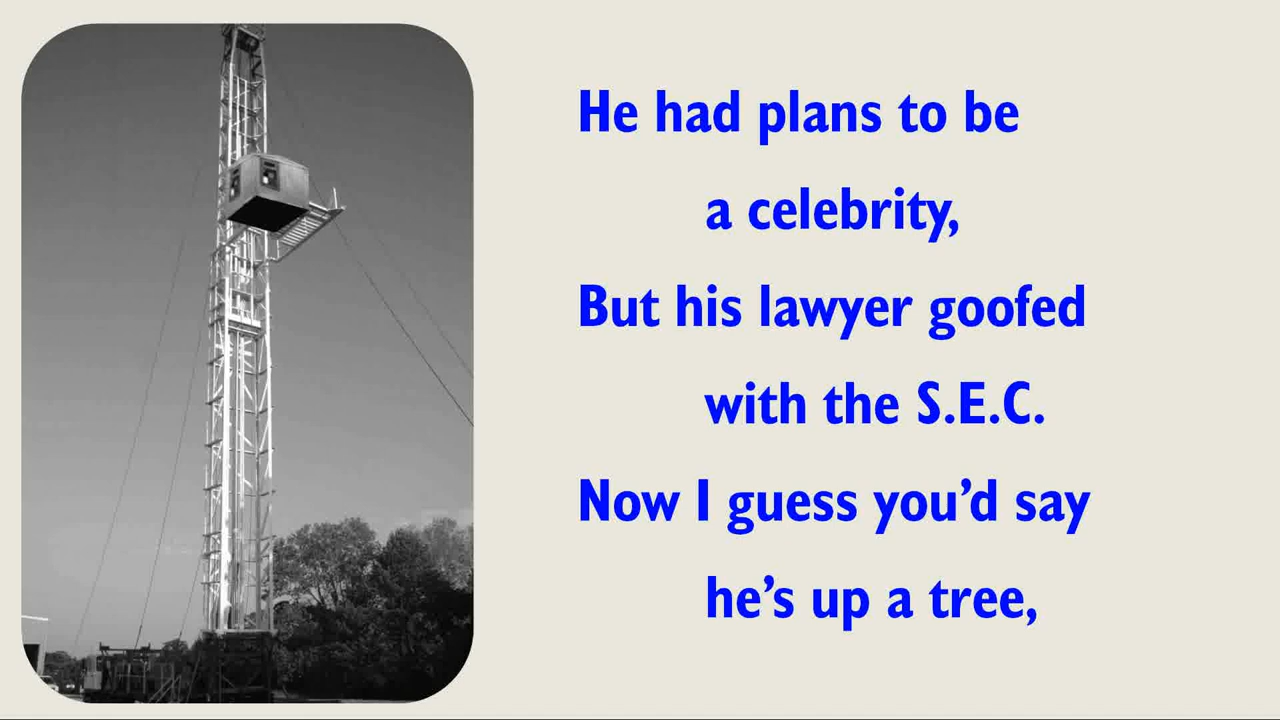 He had plans to be
a celebrity,
But his lawyer goofed
with the S.E.C.
Now I guess you’d say
he’s up a tree,